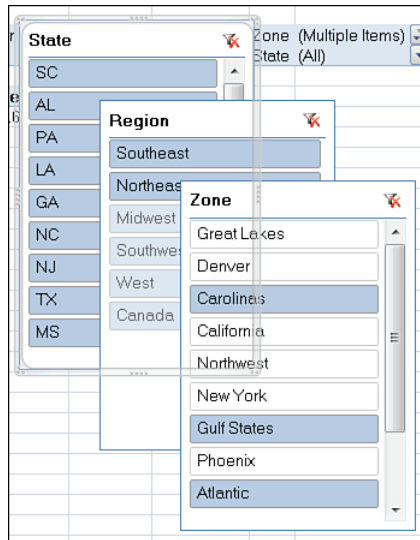 State
Zone (Multiple Items)
State (All)
SC
AL
PA
LA
GA
NC
NJ
TX
MS
Region
Southeast
Northeas
Midwest
Southwes
West
Canada
Zone
Great Lakes
Denver
Carolinas
California
Northwest
New York
Gulf States
Phoenix
Atlantic